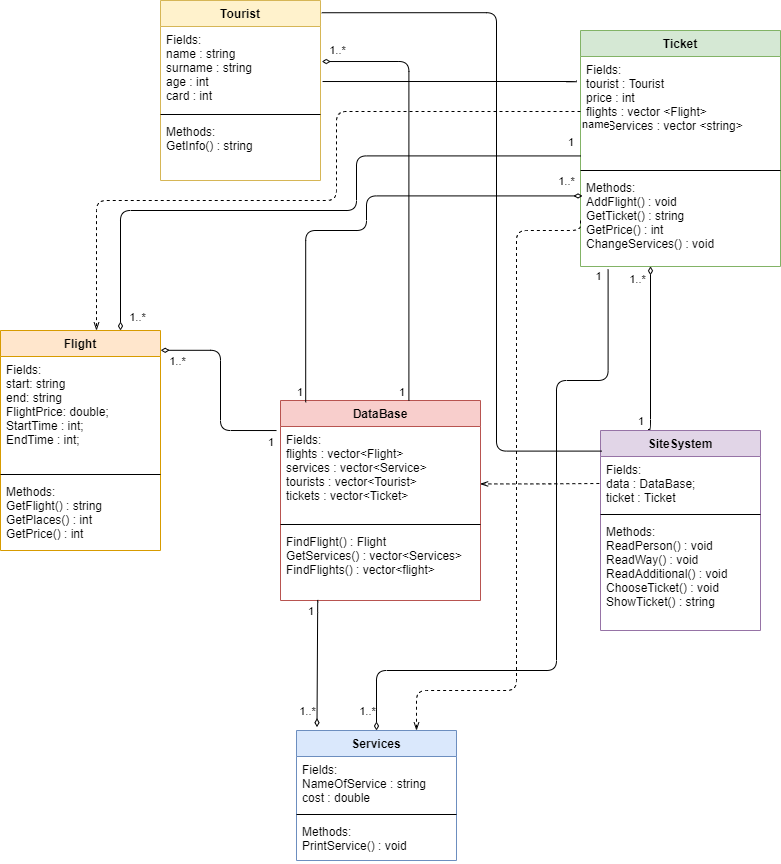 Tourist
Fields:
name : string
surname : string
age : int
card : int
Methods:
GetInfo() : string
1..*
Ticket
Fields:
tourist : Tourist
price : int
flights : vector <Flight>
nameServices : vector <string>
1
1..*
Methods:
AddFlight() : void
GetTicket() : string
GetPrice() : int
ChangeServices() : void
1
1..*
1..*
Flight
Fields:
start: string
end: string
FlightPrice: double;
StartTime : int;
EndTime : int;
Methods:
GetFlight() : string
GetPlaces() : int
GetPrice() : int
1..*
1
1
1
DataBase
Fields:
flights : vector<Flight>
services : vector<Service>
tourists : vector<Tourist>
tickets : vector<Ticket>
FindFlight() : Flight
GetServices() : vector<Services>
FindFlights() : vector<flight>
1
1
SiteSystem
Fields:
data : DataBase;
ticket : Ticket
Methods:
ReadPerson() : void
ReadWay() : void
ReadAdditional() : void
ChooseTicket() : void
ShowTicket() : string
1..*
1..*
Services
Fields:
NameOfService : string
cost : double
Methods:
PrintService() : void